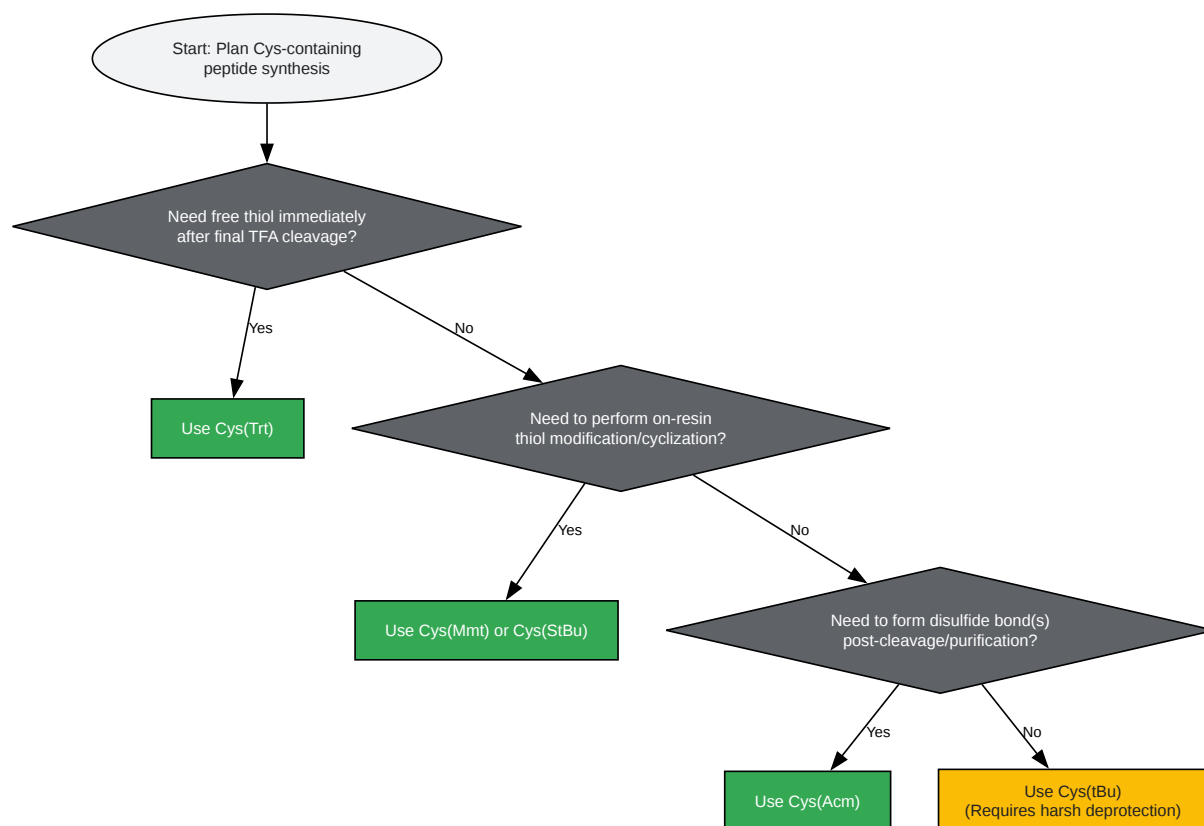 Start: Plan Cys-containing
peptide synthesis
Need free thiol immediately
after final TFA cleavage?
Yes
No
Use Cys(Trt)
Need to perform on-resin
thiol modification/cyclization?
Yes
No
Use Cys(Mmt) or Cys(StBu)
Need to form disulfide bond(s)
post-cleavage/purification?
Yes
No
Use Cys(Acm)
Use Cys(tBu)
(Requires harsh deprotection)